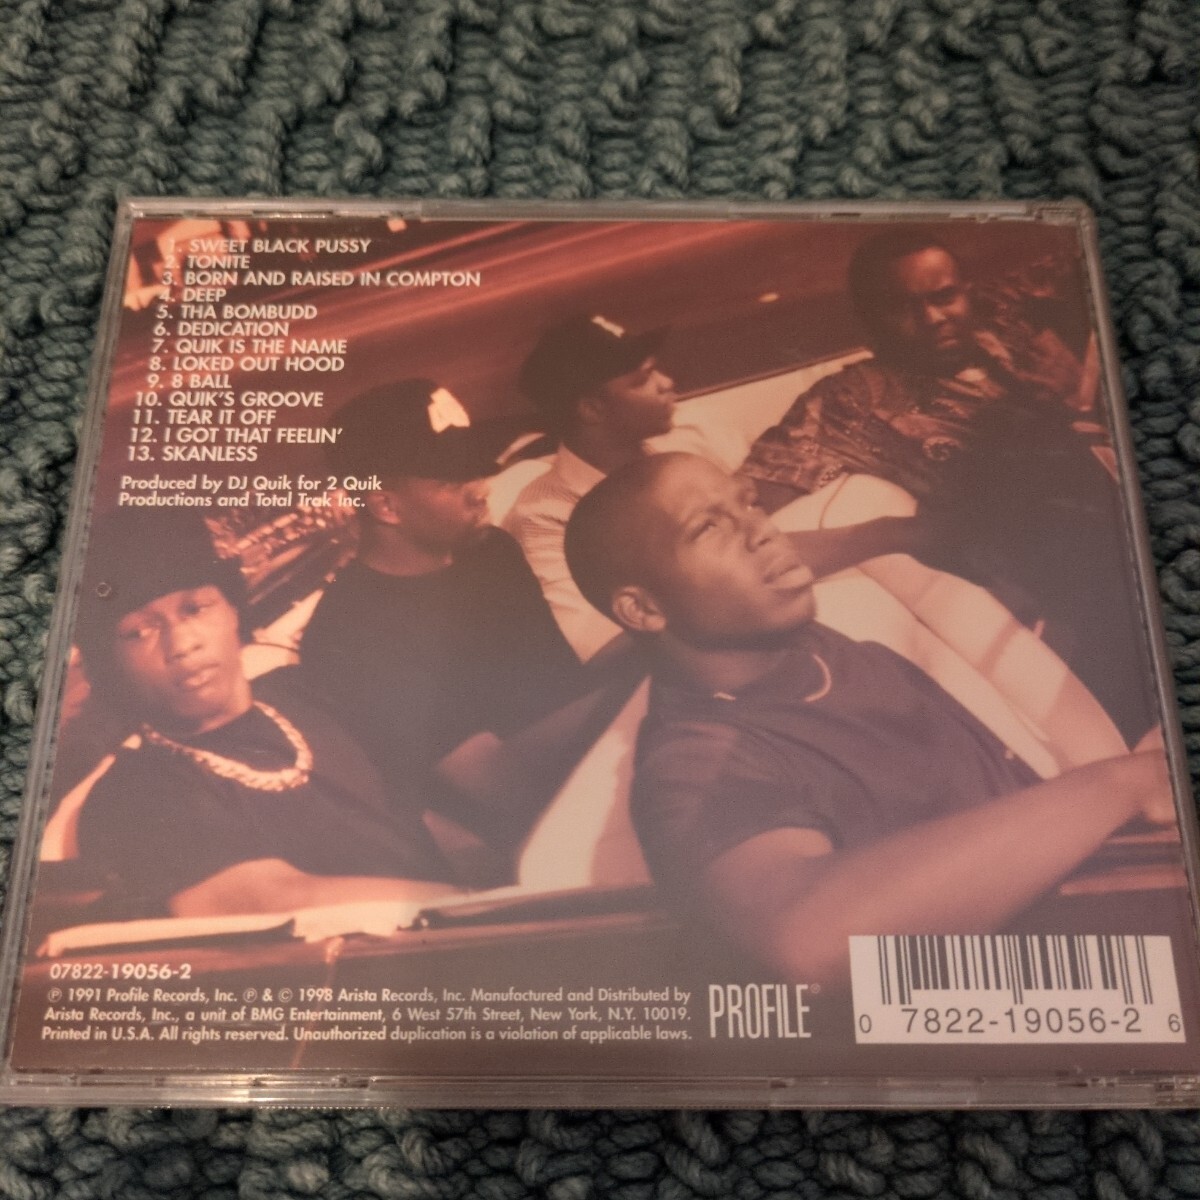 1. SWEET BLACK PUSSY
2. TONITE
3. BORN AND RAISED IN COMPTON
4. DEEP
5. THA BOMBUDD
6. DEDICATION
7. QUIK IS THE NAME
8. LOKED OUT HOOD
9. 8 BALL
10. QUIK'S GROOVE
11. TEAR IT OFF
12. I GOT THAT FEELIN'
13. SKANLESS
Produced by DJ Quik for 2 Quik
Productions and Total Trak Inc.
07822-19056-2
℗ 1991 Profile Records, Inc. ℗ & © 1998 Arista Records, Inc. Manufactured and Distributed by
Arista Records, Inc., a unit of BMG Entertainment, 6 West 57th Street, New York, N.Y. 10019.
Printed in U.S.A. All rights reserved. Unauthorized duplication is a violation of applicable laws.
PROFILE®
0 7822-19056-2 6